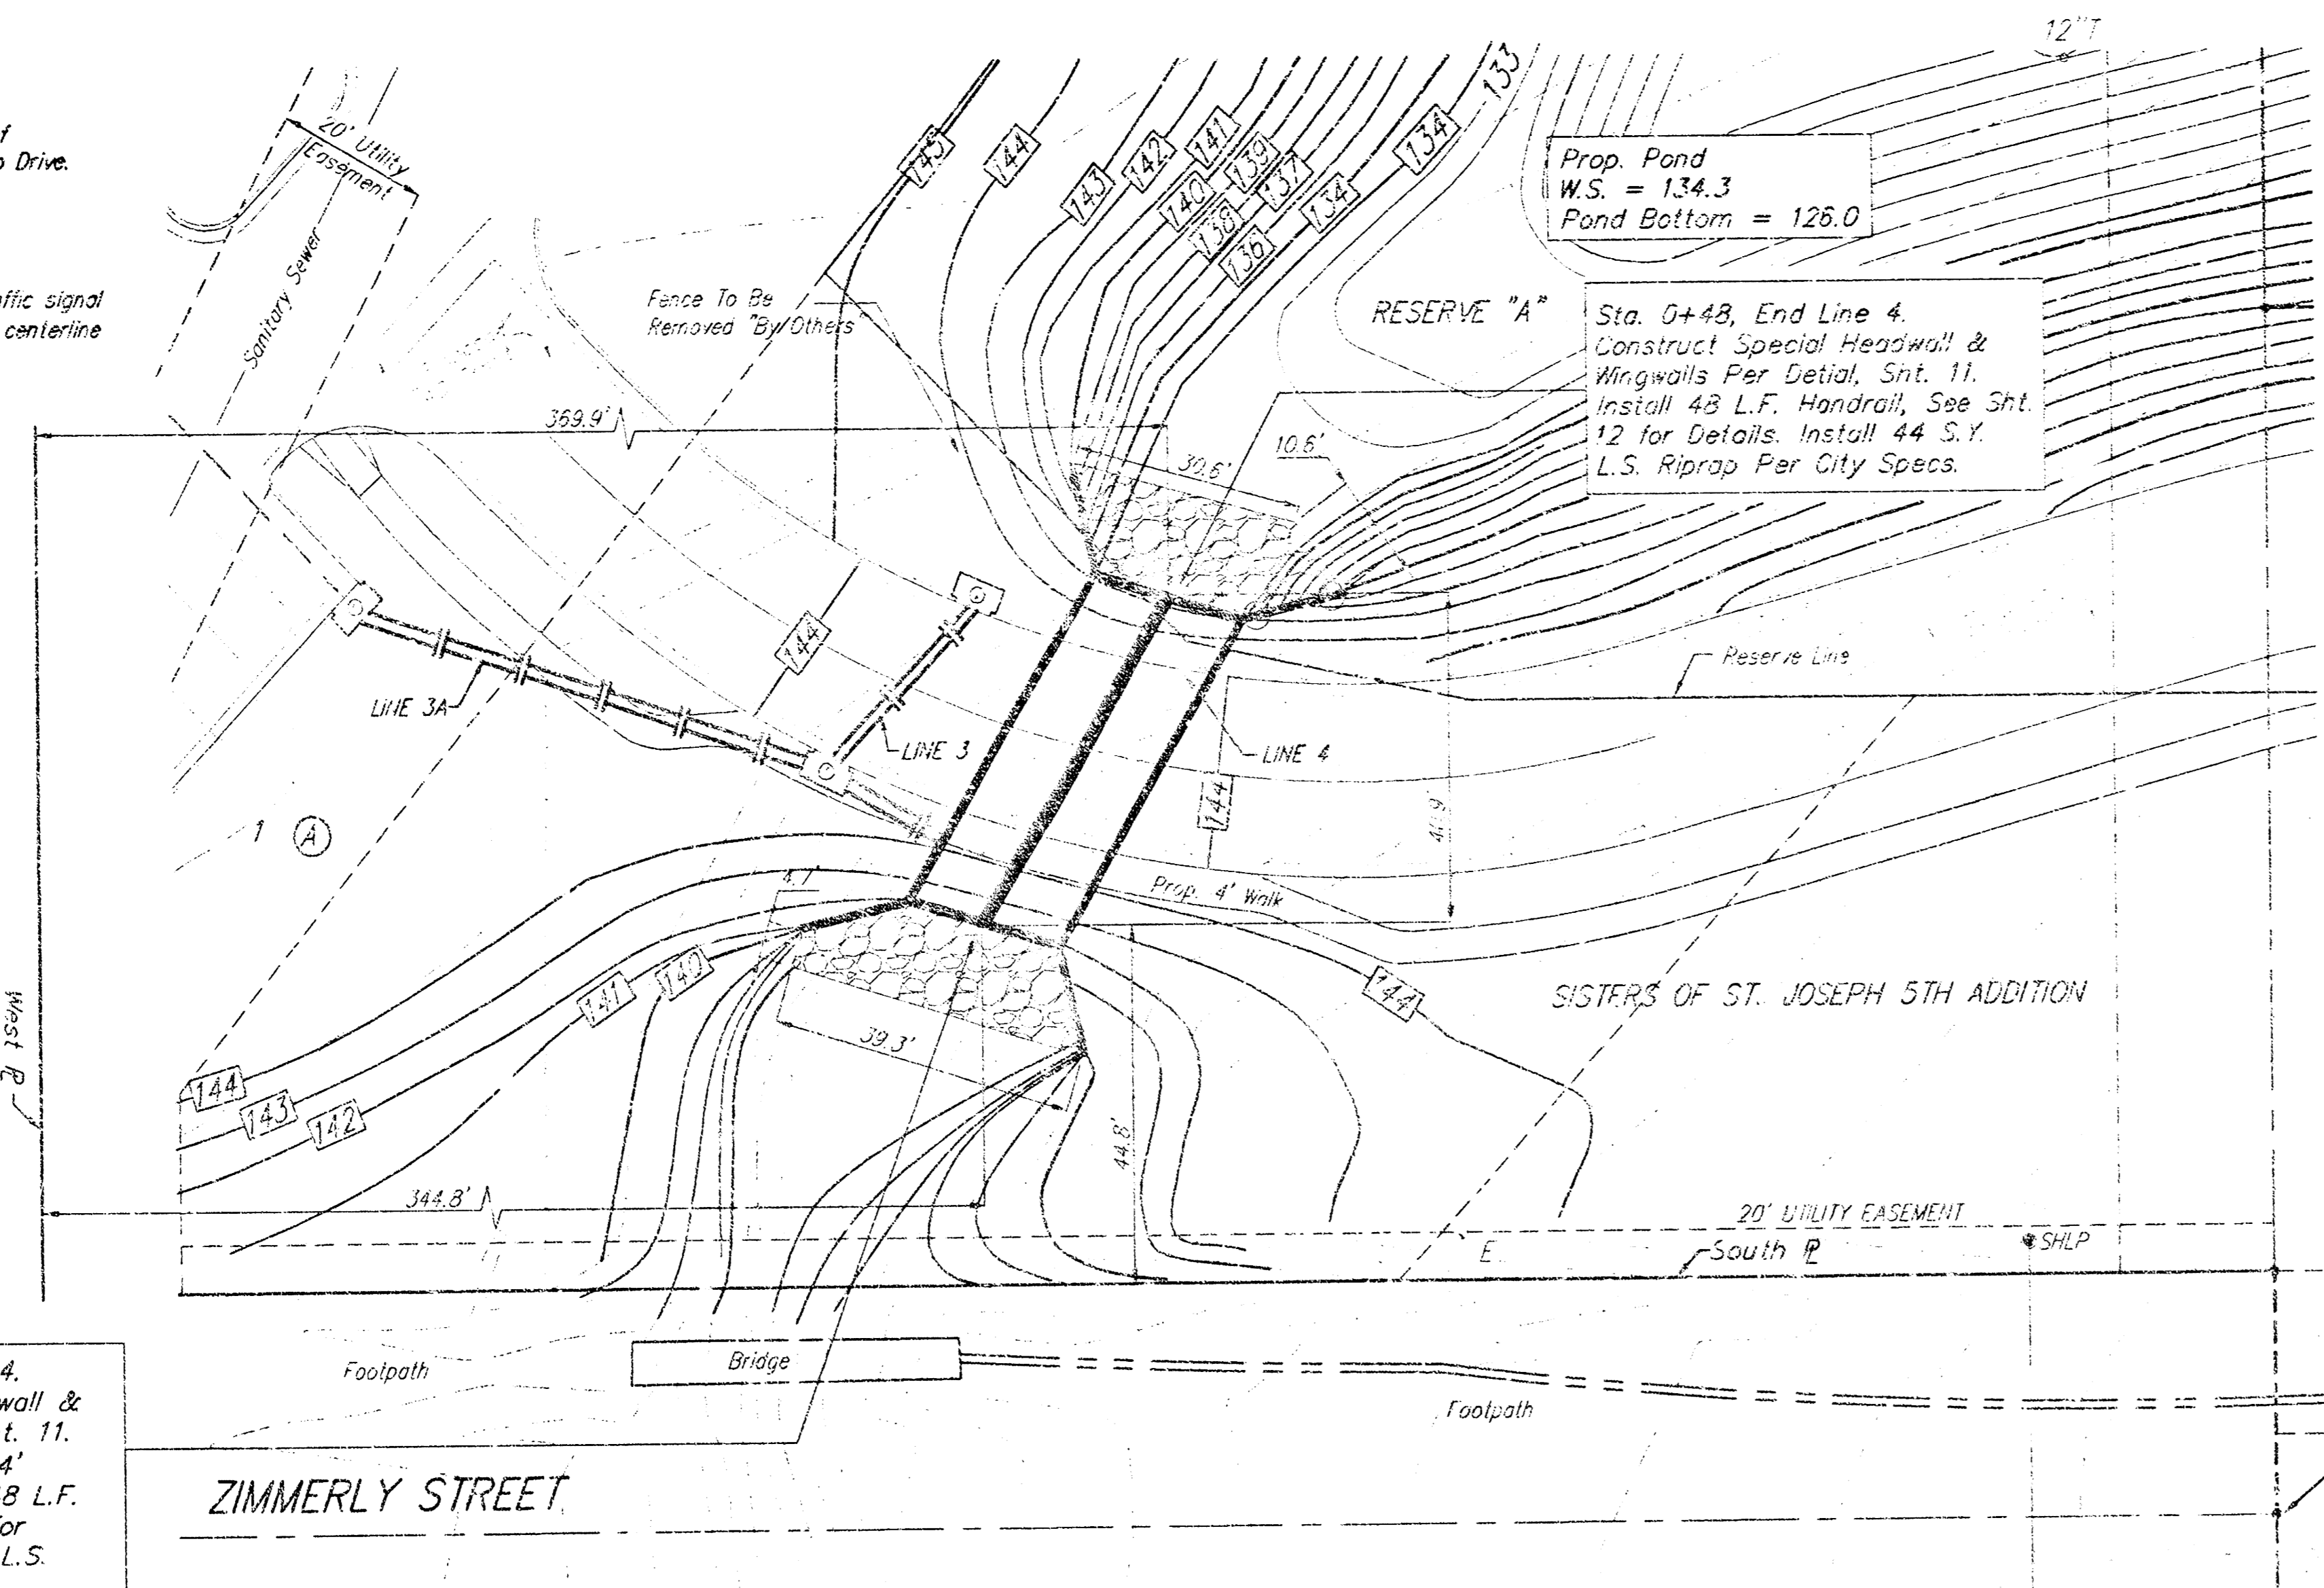 12"T
f
Drive.
20' Utility
Easement
145
144
143
142
141
140
139
138
137
136
134
134
133
Prop. Pond
W.S. = 134.3
Pond Bottom = 126.0
Sanitary Sewer
affic signal
centerline
Fence To Be
Removed "By Others"
RESERVE "A"
Sta. 0+48, End Line 4.
Construct Special Headwall &
Wingwalls Per Detial, Sht. 11.
Install 48 L.F. Handrail, See Sht.
12 for Details. Install 44 S.Y.
L.S. Riprap Per City Specs.
369.9'
30.6'
10.6'
144
Reserve Line
LINE 3A
LINE 3
LINE 4
144
1 A
Prop. 4' Walk
141
140
144
SISTERS OF ST. JOSEPH 5TH ADDITION
39.3'
West PL
144
143
142
44.8'
344.8'
20' UTILITY EASEMENT
E
South PL
SHLP
4.
wall &
t. 11.
4'
8 L.F.
for
L.S.
Footpath
Bridge
Footpath
ZIMMERLY STREET